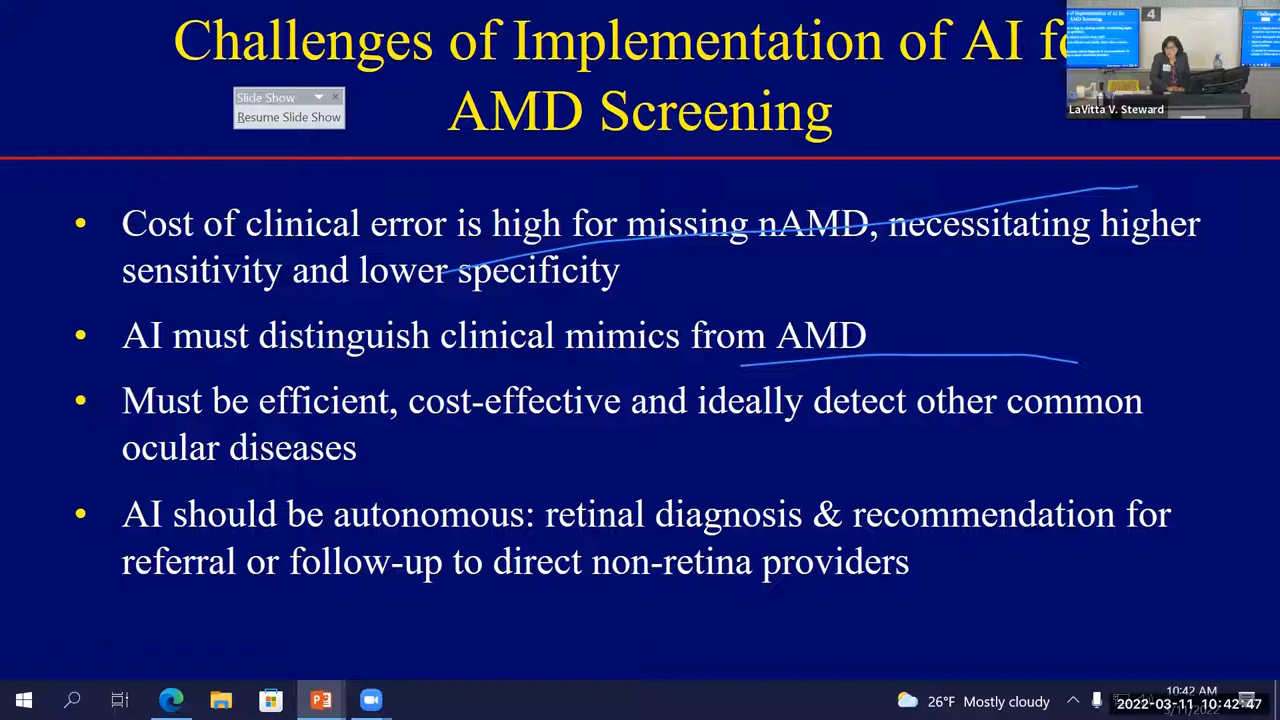 Challenges of Implementation of AI fo
AMD Screening
4
LaVitta V. Steward
Slide Show
Resume Slide Show
• Cost of clinical error is high for missing nAMD, necessitating higher
sensitivity and lower specificity
• AI must distinguish clinical mimics from AMD
• Must be efficient, cost-effective and ideally detect other common
ocular diseases
• AI should be autonomous: retinal diagnosis & recommendation for
referral or follow-up to direct non-retina providers
26°F Mostly cloudy
10:42 AM
2022-03-11 10:42:47